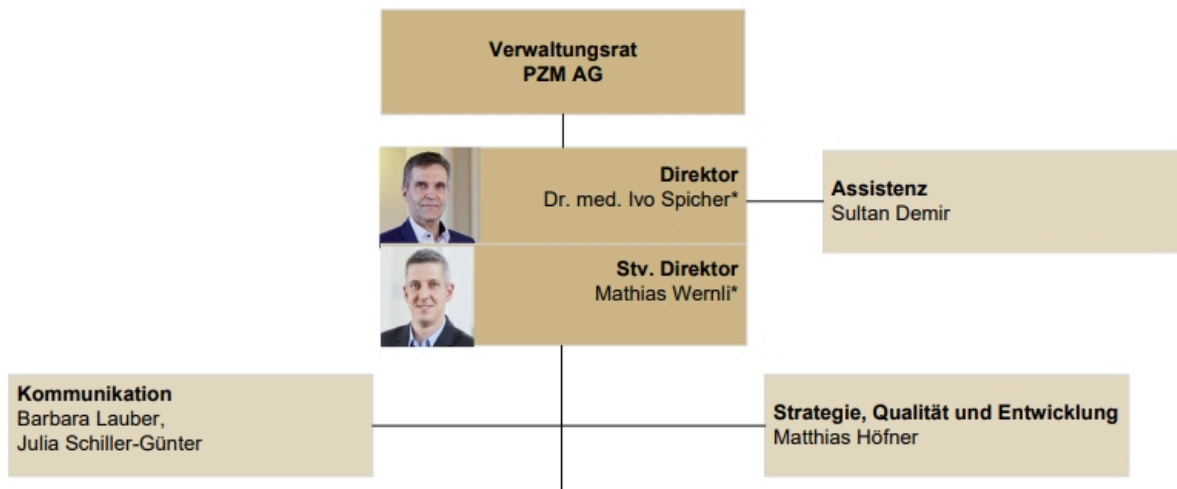 Verwaltungsrat
PZM AG
Direktor
Dr. med. Ivo Spicher*
Assistenz
Sultan Demir
Stv. Direktor
Mathias Wernli*
Kommunikation
Barbara Lauber,
Julia Schiller-Günter
Strategie, Qualität und Entwicklung
Matthias Höfner